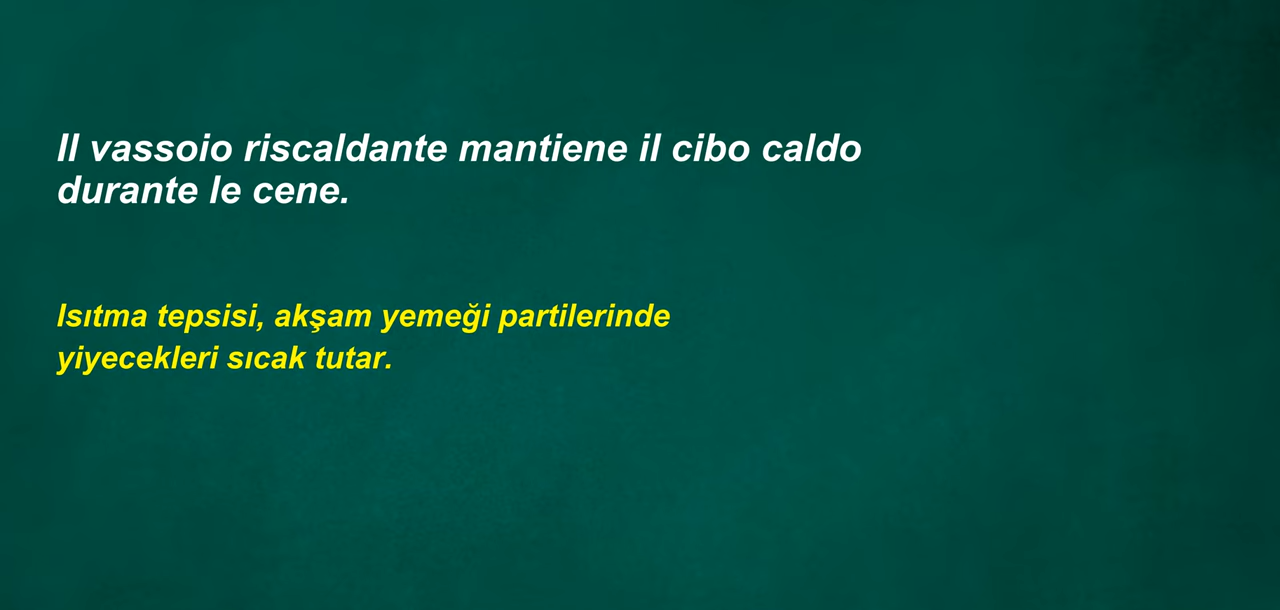 Il vassoio riscaldante mantiene il cibo caldo
durante le cene.
Isıtma tepsisi, akşam yemeği partilerinde
yiyecekleri sıcak tutar.